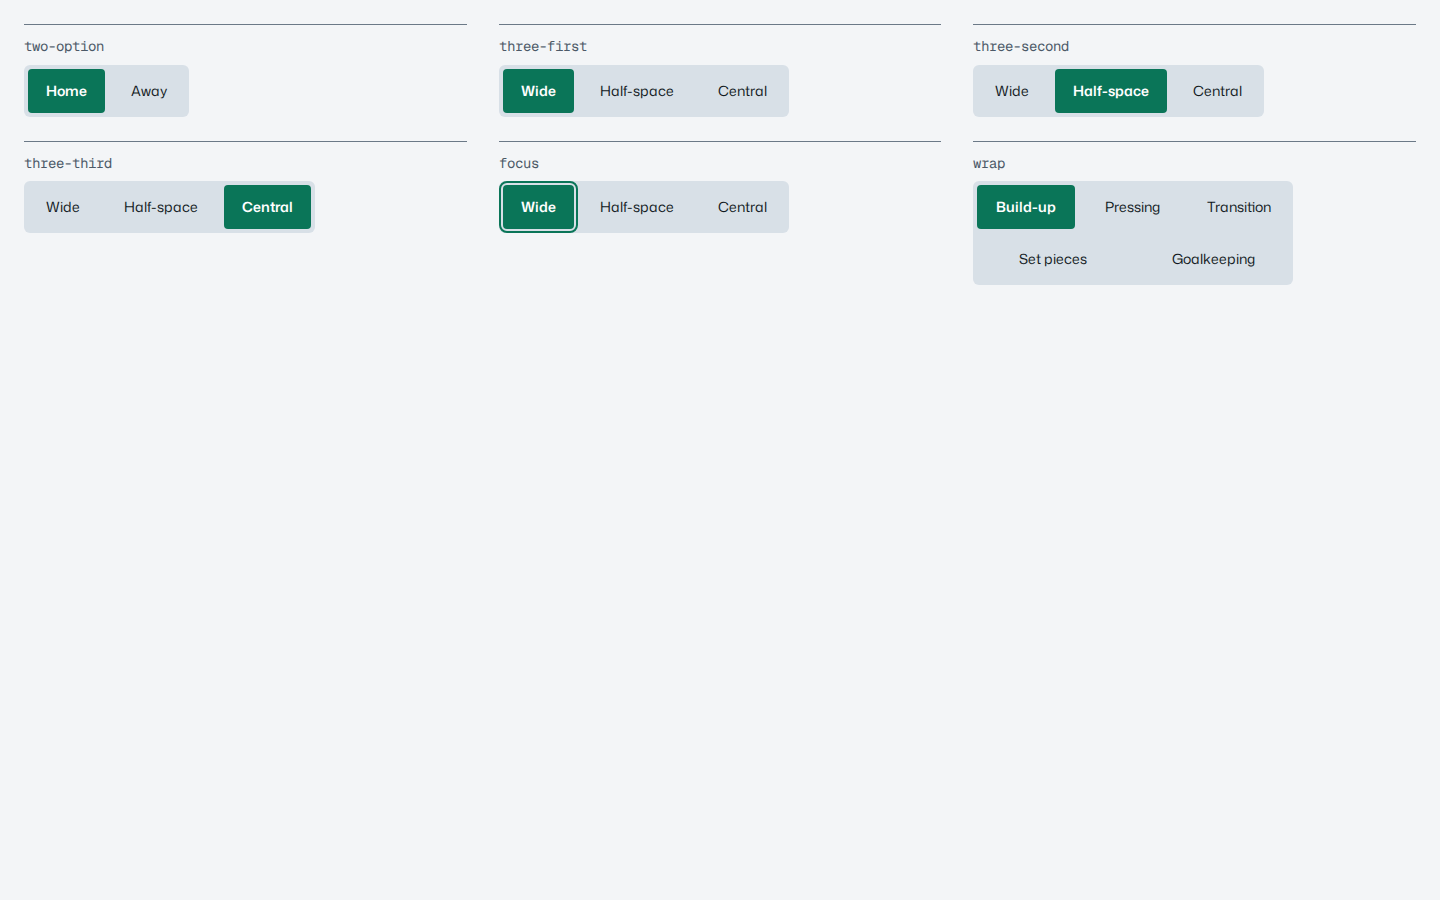 two-option
Home Away
three-first
Wide Half-space Central
three-second
Wide Half-space Central
three-third
Wide Half-space Central
focus
Wide Half-space Central
wrap
Build-up Pressing Transition
Set pieces Goalkeeping